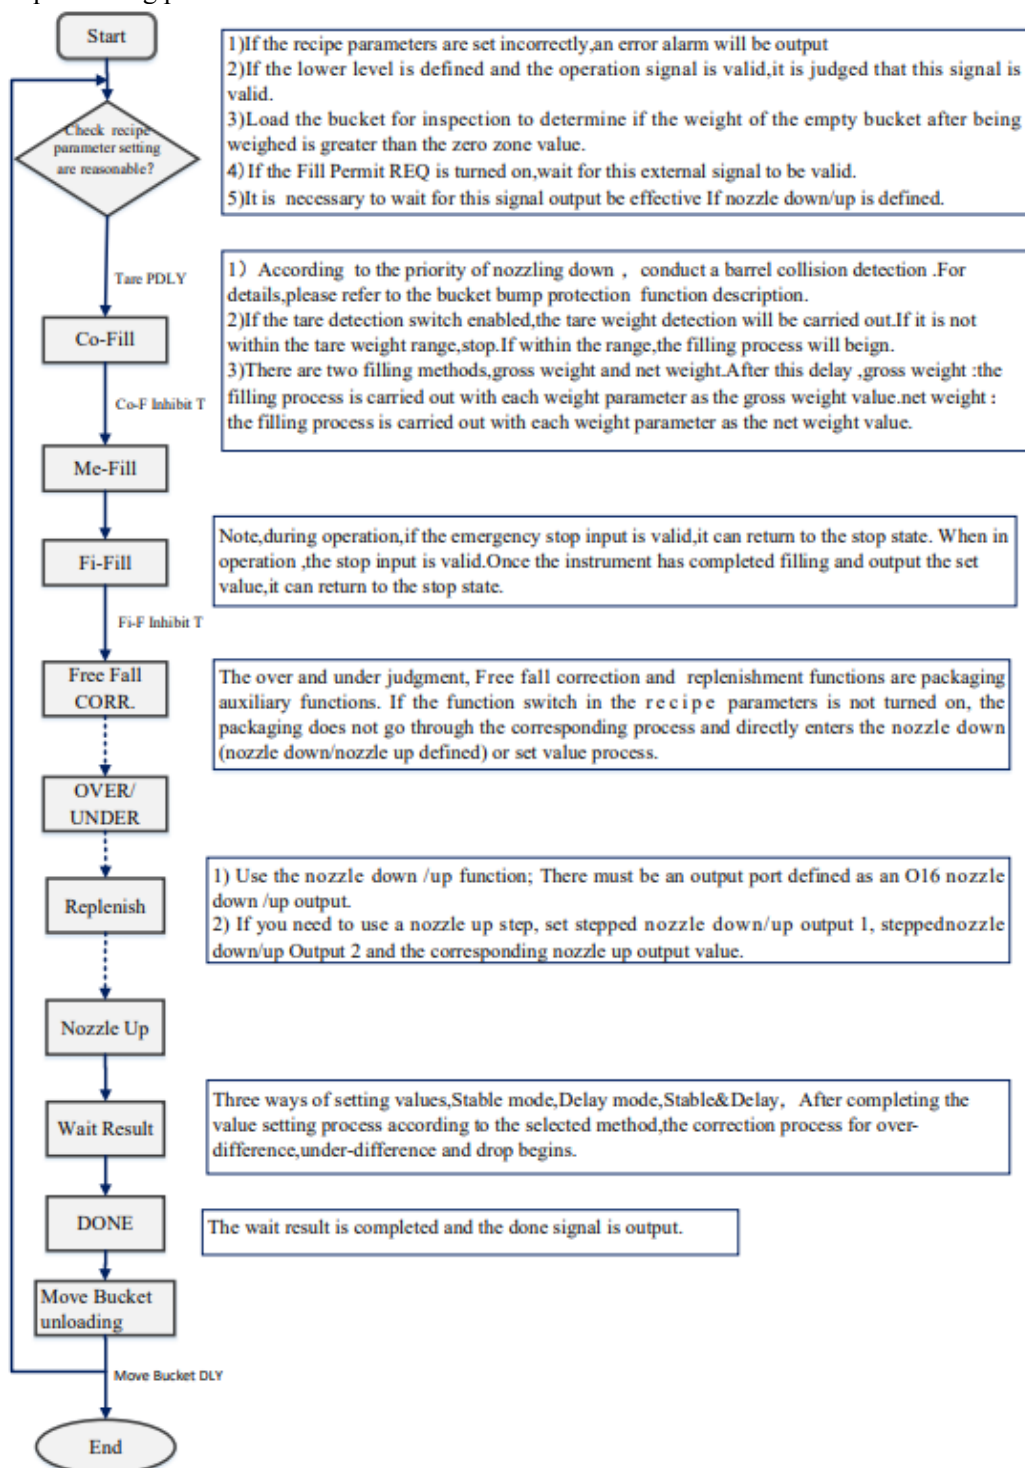 Start
1)If the recipe parameters are set incorrectly,an error alarm will be output
2)If the lower level is defined and the operation signal is valid,it is judged that this signal is
valid.
3)Load the bucket for inspection to determine if the weight of the empty bucket after being
weighed is greater than the zero zone value.
4)If the Fill Permit REQ is turned on,wait for this external signal to be valid.
5)It is necessary to wait for this signal output be effective If nozzle down/up is defined.
Check recipe
parameter setting
are reasonable?
Tare PDLY
1) According to the priority of nozzling down , conduct a barrel collision detection .For
details,please refer to the bucket bump protection function description.
2)If the tare detection switch enabled,the tare weight detection will be carried out.If it is not
within the tare weight range,stop.If within the range,the filling process will beign.
3)There are two filling methods,gross weight and net weight.After this delay ,gross weight :the
filling process is carried out with each weight parameter as the gross weight value.net weight :
the filling process is carried out with each weight parameter as the net weight value.
Co-Fill
Co-F Inhibit T
Me-Fill
Fi-Fill
Note,during operation,if the emergency stop input is valid,it can return to the stop state. When in
operation ,the stop input is valid.Once the instrument has completed filling and output the set
value,it can return to the stop state.
Fi-F Inhibit T
Free Fall
CORR.
The over and under judgment, Free fall correction and replenishment functions are packaging
auxiliary functions. If the function switch in the recipe parameters is not turned on, the
packaging does not go through the corresponding process and directly enters the nozzle down
(nozzle down/nozzle up defined) or set value process.
OVER/
UNDER
Replenish
1) Use the nozzle down /up function; There must be an output port defined as an O16 nozzle
down /up output.
2) If you need to use a nozzle up step, set stepped nozzle down/up output 1, steppednozzle
down/up Output 2 and the corresponding nozzle up output value.
Nozzle Up
Wait Result
Three ways of setting values,Stable mode,Delay mode,Stable&Delay, After completing the
value setting process according to the selected method,the correction process for over-
difference,under-difference and drop begins.
DONE
The wait result is completed and the done signal is output.
Move Bucket
unloading
Move Bucket DLY
End